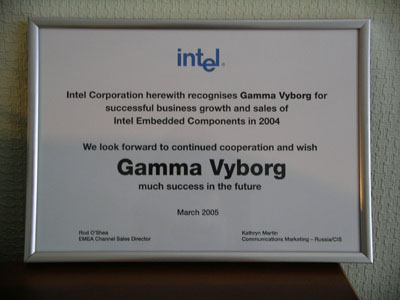 intel®
Intel Corporation herewith recognises Gamma Vyborg for
successful business growth and sales of
Intel Embedded Components in 2004
We look forward to continued cooperation and wish
Gamma Vyborg
much success in the future
March 2005
Rod O'Shea
EMEA Channel Sales Director
Kathryn Martin
Communications Marketing – Russia/CIS